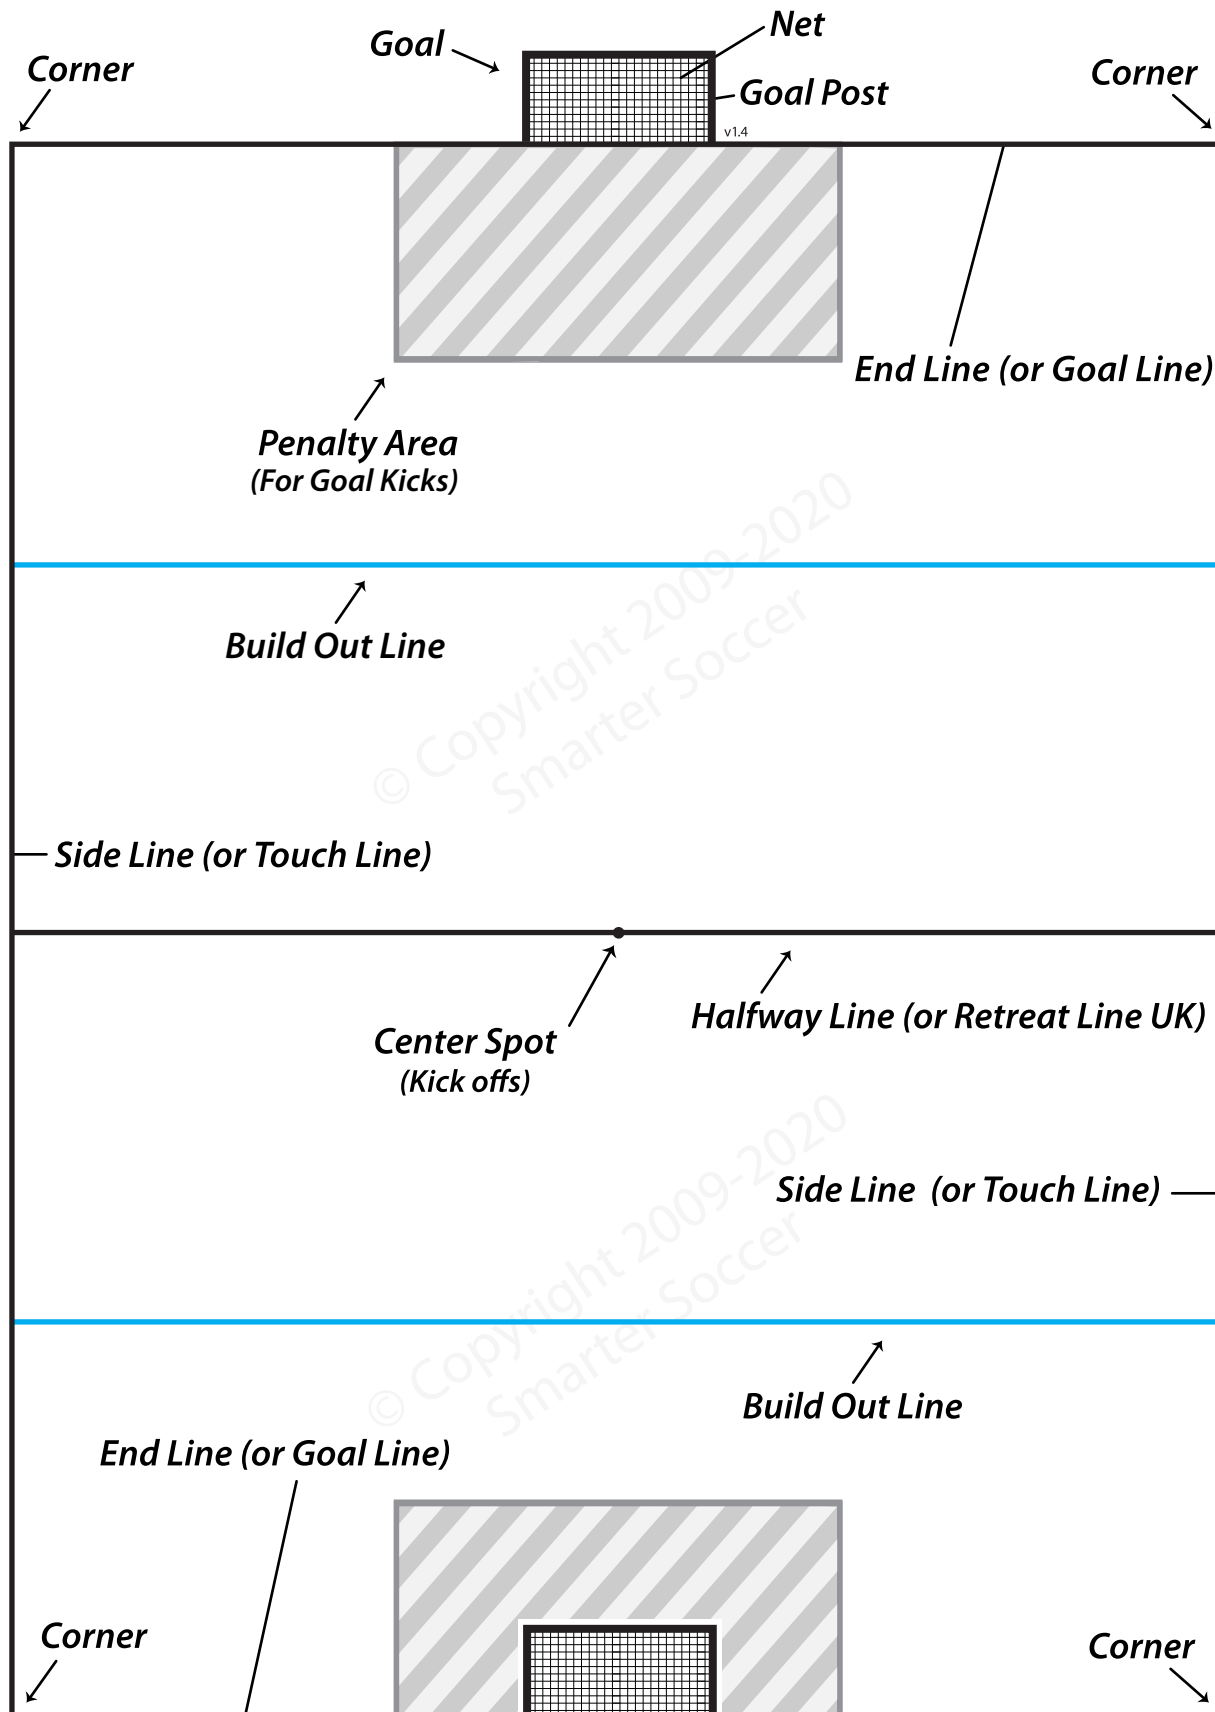 Net
Goal
Corner
Corner
Goal Post
v1.4
End Line (or Goal Line)
Penalty Area
(For Goal Kicks)
© Copyright 2009-2020
Smarter Soccer
Build Out Line
Side Line (or Touch Line)
Halfway Line (or Retreat Line UK)
Center Spot
(Kick offs)
© Copyright 2009-2020
Smarter Soccer
Side Line (or Touch Line)
Build Out Line
End Line (or Goal Line)
Corner
Corner